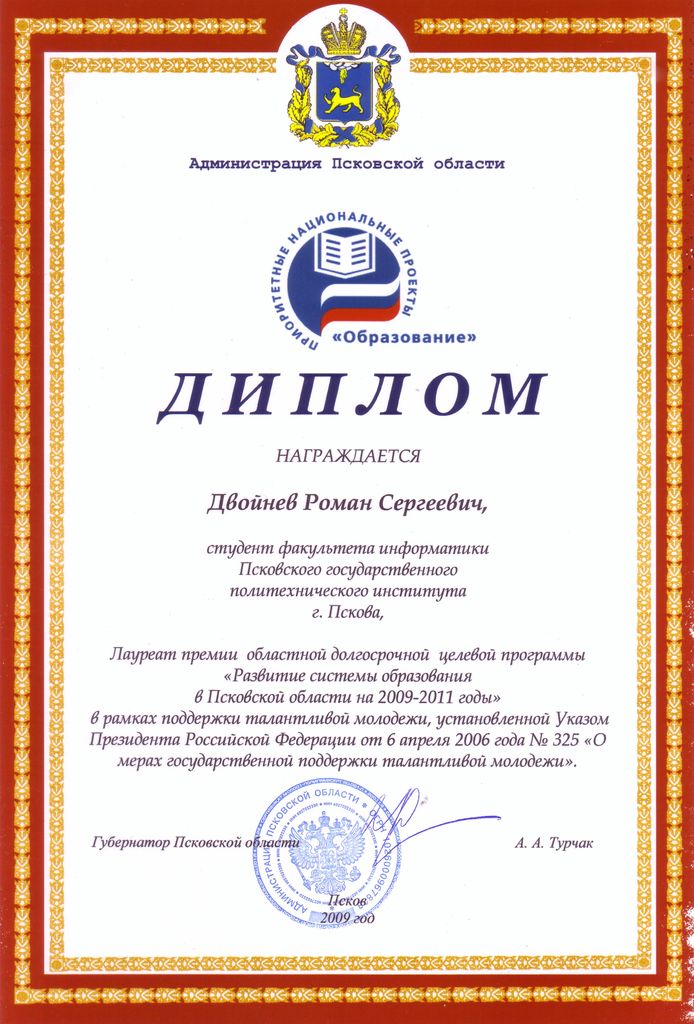 Администрация Псковской области
ПРИОРИТЕТНЫЕ НАЦИОНАЛЬНЫЕ ПРОЕКТЫ
«Образование»
ДИПЛОМ
НАГРАЖДАЕТСЯ
Двойнев Роман Сергеевич,
студент факультета информатики
Псковского государственного
политехнического института
г. Пскова,
Лауреат премии областной долгосрочной целевой программы
«Развитие системы образования
в Псковской области на 2009-2011 годы»
в рамках поддержки талантливой молодежи, установленной Указом
Президента Российской Федерации от 6 апреля 2006 года № 325 «О
мерах государственной поддержки талантливой молодежи».
АДМИНИСТРАЦИЯ ПСКОВСКОЙ ОБЛАСТИ * ОГРН
Губернатор Псковской области
А. А. Турчак
Псков
2009 год